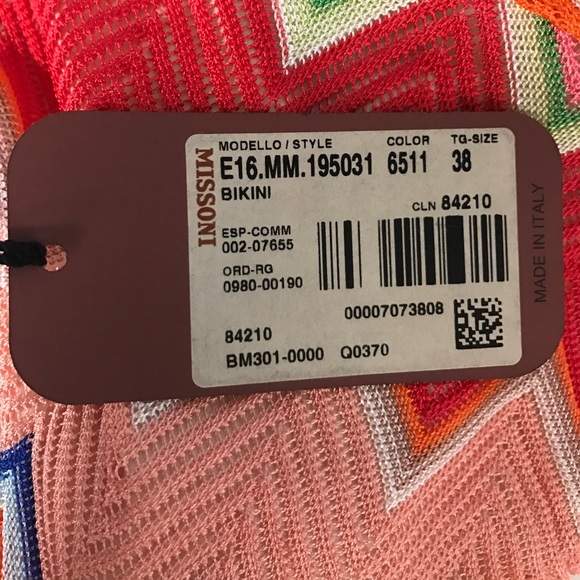 MISSONI
MODELLO / STYLE COLOR TG-SIZE
E16.MM.195031 6511 38
BIKINI
CLN 84210
ESP-COMM
002-07655
ORD-RG
0980-00190
00007073808
84210
BM301-0000 Q0370
MADE IN ITALY